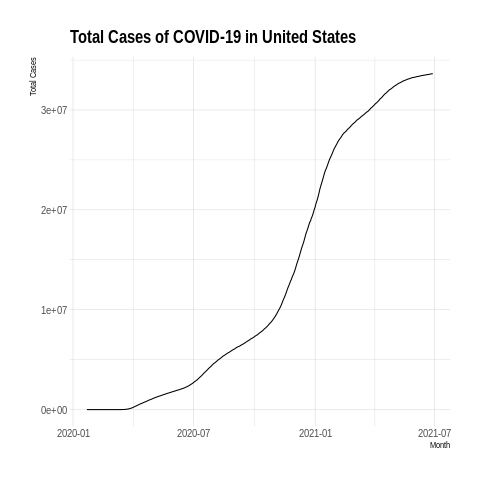 Total Cases of COVID-19 in United States
Total Cases
3e+07
2e+07
1e+07
0e+00
2020-01
2020-07
2021-01
2021-07
Month